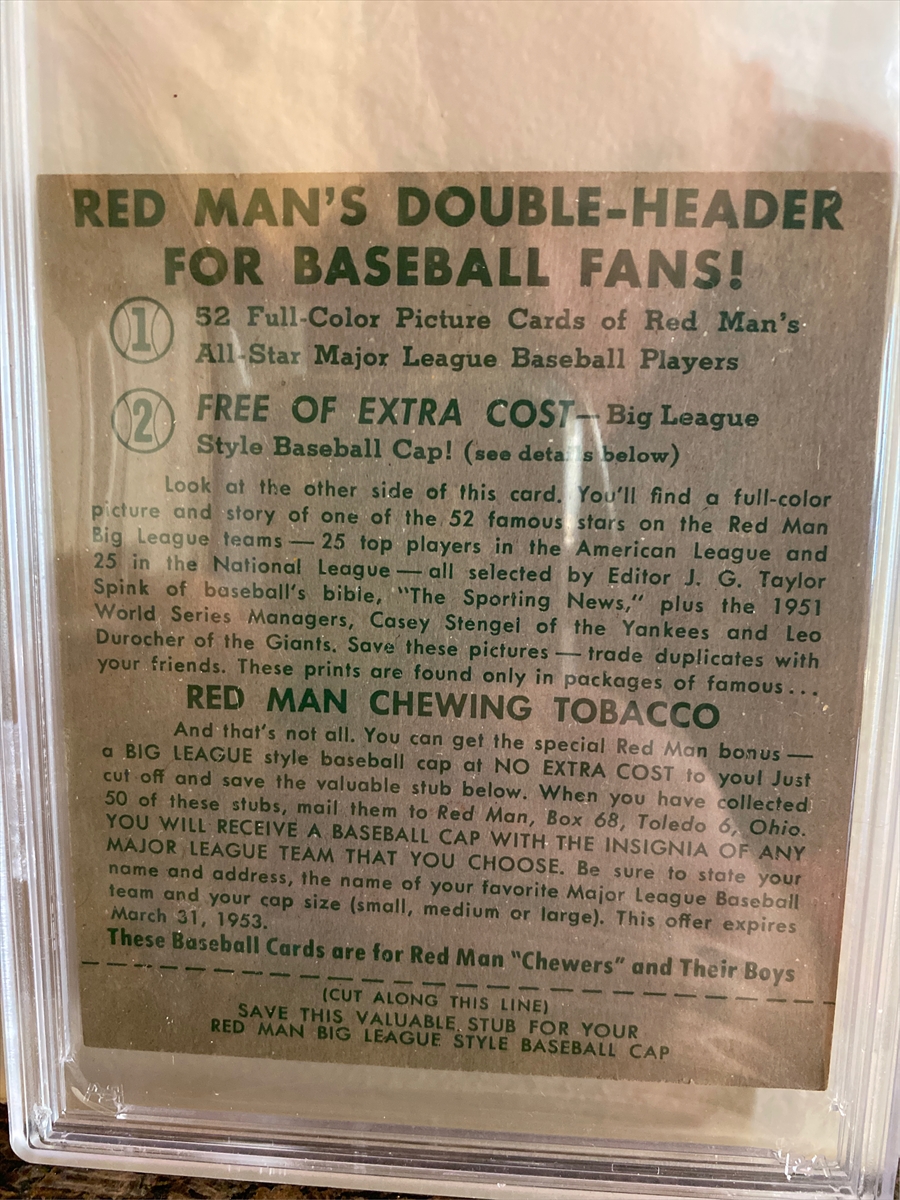 RED MAN'S DOUBLE-HEADER
FOR BASEBALL FANS!
1 52 Full-Color Picture Cards of Red Man's
All-Star Major League Baseball Players
2 FREE OF EXTRA COST—Big League
Style Baseball Cap! (see details below)
Look at the other side of this card. You'll find a full-color
picture and story of one of the 52 famous stars on the Red Man
Big League teams — 25 top players in the American League and
25 in the National League — all selected by Editor J. G. Taylor
Spink of baseball's bible, "The Sporting News," plus the 1951
World Series Managers, Casey Stengel of the Yankees and Leo
Durocher of the Giants. Save these pictures — trade duplicates with
your friends. These prints are found only in packages of famous...
RED MAN CHEWING TOBACCO
And that's not all. You can get the special Red Man bonus —
a BIG LEAGUE style baseball cap at NO EXTRA COST to you! Just
cut off and save the valuable stub below. When you have collected
50 of these stubs, mail them to Red Man, Box 68, Toledo 6, Ohio.
YOU WILL RECEIVE A BASEBALL CAP WITH THE INSIGNIA OF ANY
MAJOR LEAGUE TEAM THAT YOU CHOOSE. Be sure to state your
name and address, the name of your favorite Major League Baseball
team and your cap size (small, medium or large). This offer expires
March 31, 1953.
These Baseball Cards are for Red Man "Chewers" and Their Boys
(CUT ALONG THIS LINE)
SAVE THIS VALUABLE STUB FOR YOUR
RED MAN BIG LEAGUE STYLE BASEBALL CAP